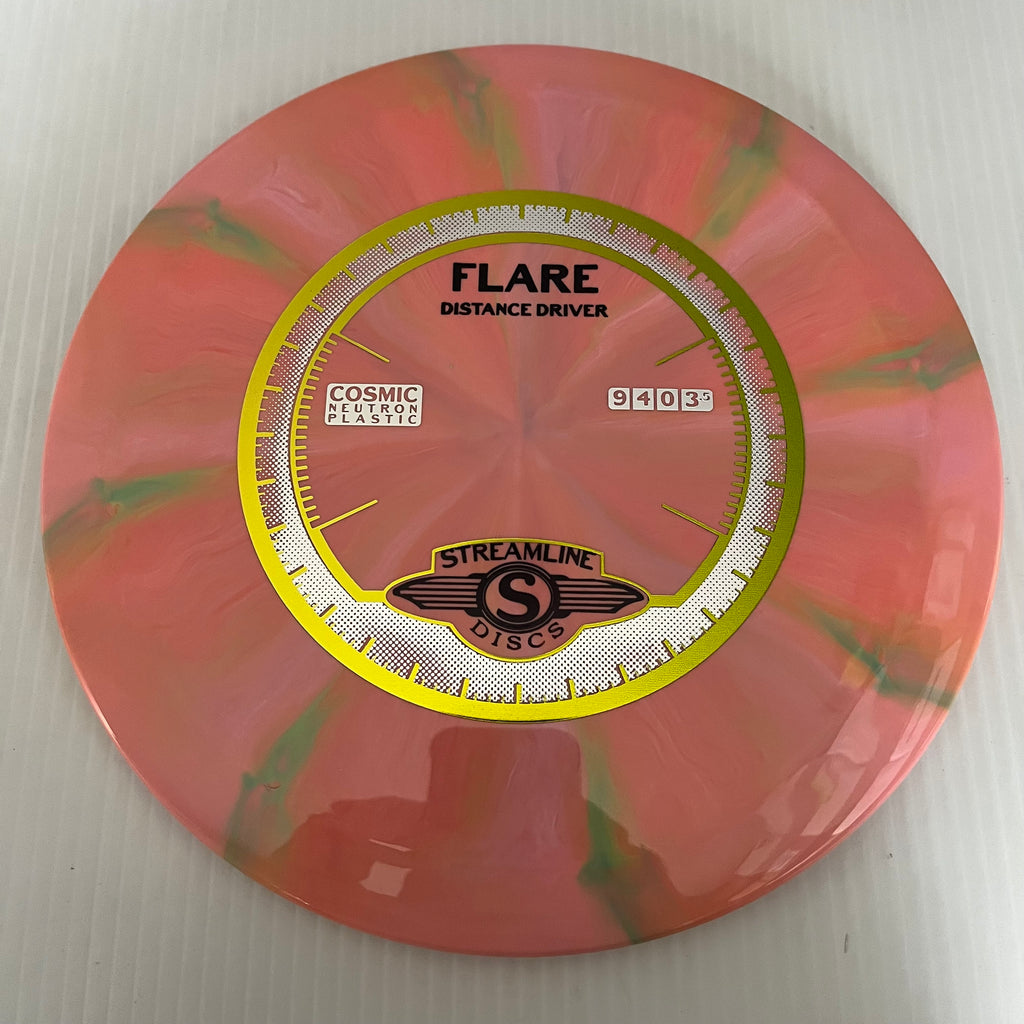 FLARE
DISTANCE DRIVER
COSMIC
NEUTRON
PLASTIC
9 4 0 3.5
STREAMLINE
S
DISCS